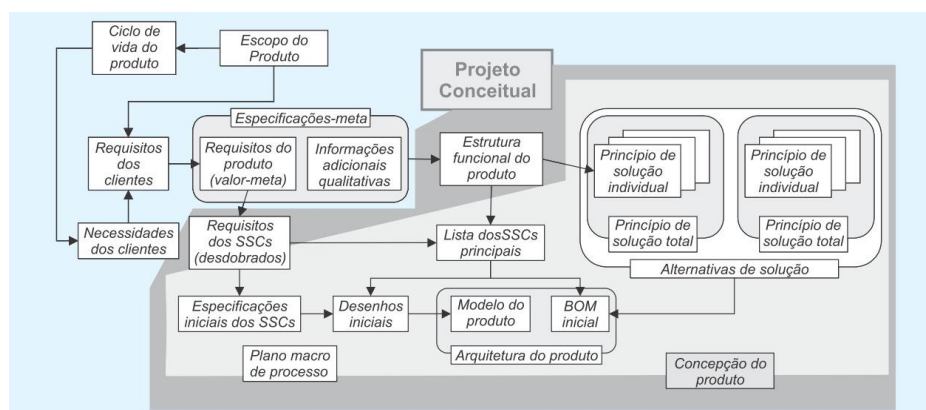 Ciclo de
vida do
produto
Escopo do
Produto
Projeto
Conceitual
Especificações-meta
Requisitos
dos
clientes
Requisitos do
produto
(valor-meta)
Informações
adicionais
qualitativas
Estrutura
funcional do
produto
Princípio de
solução
individual
Princípio de
solução
individual
Necessidades
dos clientes
Requisitos
dos SSCs
(desdobrados)
Lista dosSSCs
principais
Princípio de
solução total
Princípio de
solução total
Alternativas de solução
Especificações
iniciais dos SSCs
Desenhos
iniciais
Modelo do
produto
BOM
inicial
Arquitetura do produto
Plano macro
de processo
Concepção do
produto